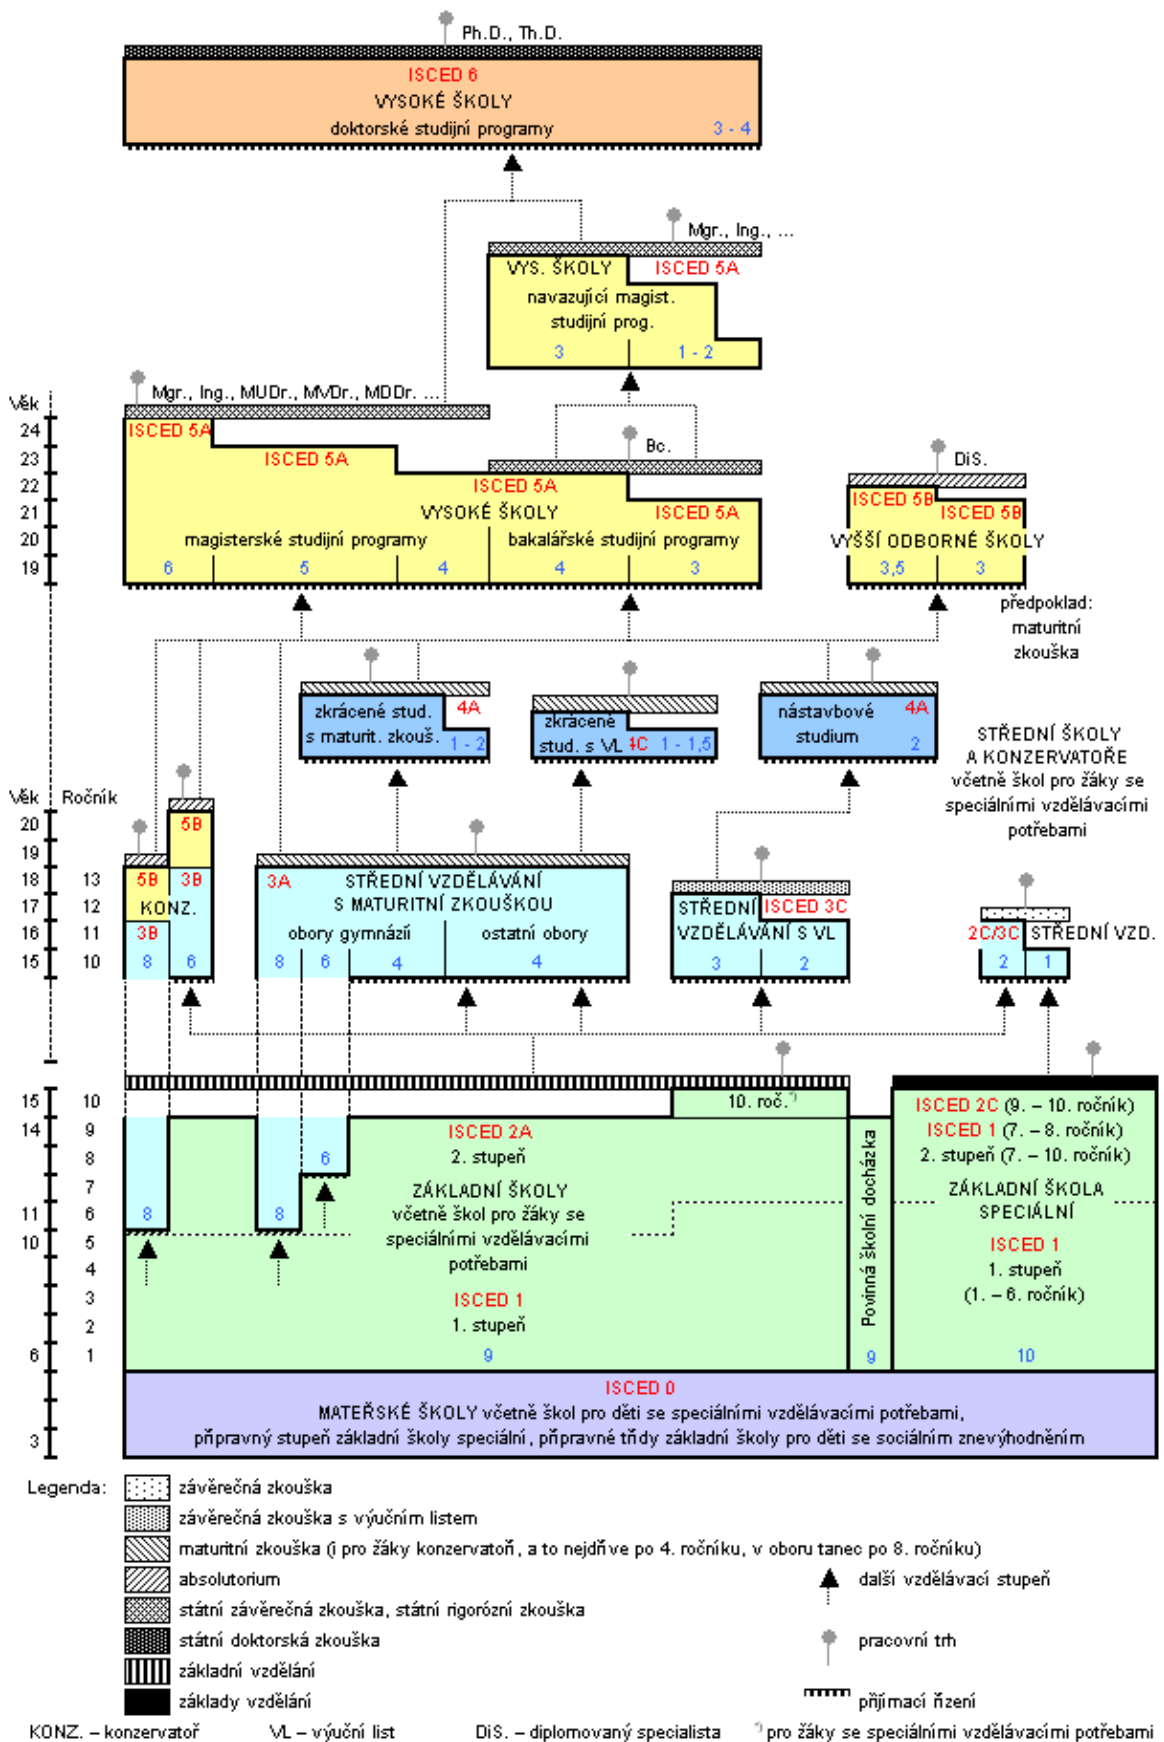 Ph.D., Th.D.
ISCED 6
VYSOKÉ ŠKOLY
doktorské studijní programy 3 - 4
Mgr., Ing., ...
VYS. ŠKOLY ISCED 5A
navazující magist.
studijní prog.
3 1 - 2
Mgr., Ing., MUDr., MVDr., MDDr. ...
Věk
24 ISCED 5A
23 ISCED 5A Bc. DiS.
22 ISCED 5A ISCED 5B
21 VYSOKÉ ŠKOLY ISCED 5A ISCED 5B
20 magisterské studijní programy bakalářské studijní programy VYŠŠÍ ODBORNÉ ŠKOLY
19 6 5 4 4 3 3,5 3
předpoklad:
maturitní
zkouška
zkrácené stud. 4A
s maturit. zkouš. 1 - 2
zkrácené
stud. s VL 4C 1 - 1,5
nástavbové 4A
studium 2
STŘEDNÍ ŠKOLY
A KONZERVATOŘE
včetně škol pro žáky se
speciálními vzdělávacími
potřebami
Věk Ročník
20 5B
19
18 13 5B 3B 3A STŘEDNÍ VZDĚLÁVÁNÍ
17 12 KONZ. S MATURITNÍ ZKOUŠKOU STŘEDNÍ ISCED 3C
16 11 3B obory gymnázií ostatní obory VZDĚLÁVÁNÍ S VL 2C/3C STŘEDNÍ VZD.
15 10 8 6 8 6 4 4 3 2 2 1
15 10 10. roč.*) ISCED 2C (9. – 10. ročník)
14 9 ISCED 2A ISCED 1 (7. – 8. ročník)
8 6 2. stupeň 2. stupeň (7. – 10. ročník)
7 ZÁKLADNÍ ŠKOLY ZÁKLADNÍ ŠKOLA
11 6 8 8 včetně škol pro žáky se SPECIÁLNÍ
10 5 speciálními vzdělávacími ISCED 1
4 potřebami 1. stupeň
3 ISCED 1 (1. – 6. ročník)
2 1. stupeň
Povinná školní docházka
6 1 9 9 10
ISCED 0
MATEŘSKÉ ŠKOLY včetně škol pro děti se speciálními vzdělávacími potřebami,
3 přípravný stupeň základní školy speciální, přípravné třídy základní školy pro děti se sociálním znevýhodněním
Legenda: závěrečná zkouška
závěrečná zkouška s výučním listem
maturitní zkouška (i pro žáky konzervatoří, a to nejdříve po 4. ročníku, v oboru tanec po 8. ročníku)
absolutorium další vzdělávací stupeň
státní závěrečná zkouška, státní rigorózní zkouška
státní doktorská zkouška pracovní trh
základní vzdělání
základy vzdělání přijímací řízení
KONZ. – konzervatoř VL – výuční list DiS. – diplomovaný specialista *) pro žáky se speciálními vzdělávacími potřebami